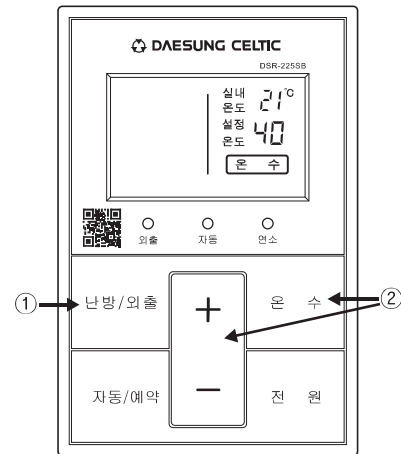 DAESUNG CELTIC
DSR-225SB
실내
온도 21℃
설정
온도 40
온 수
외출 자동 연소
① 난방/외출 + 온 수 ②
자동/예약 − 전 원